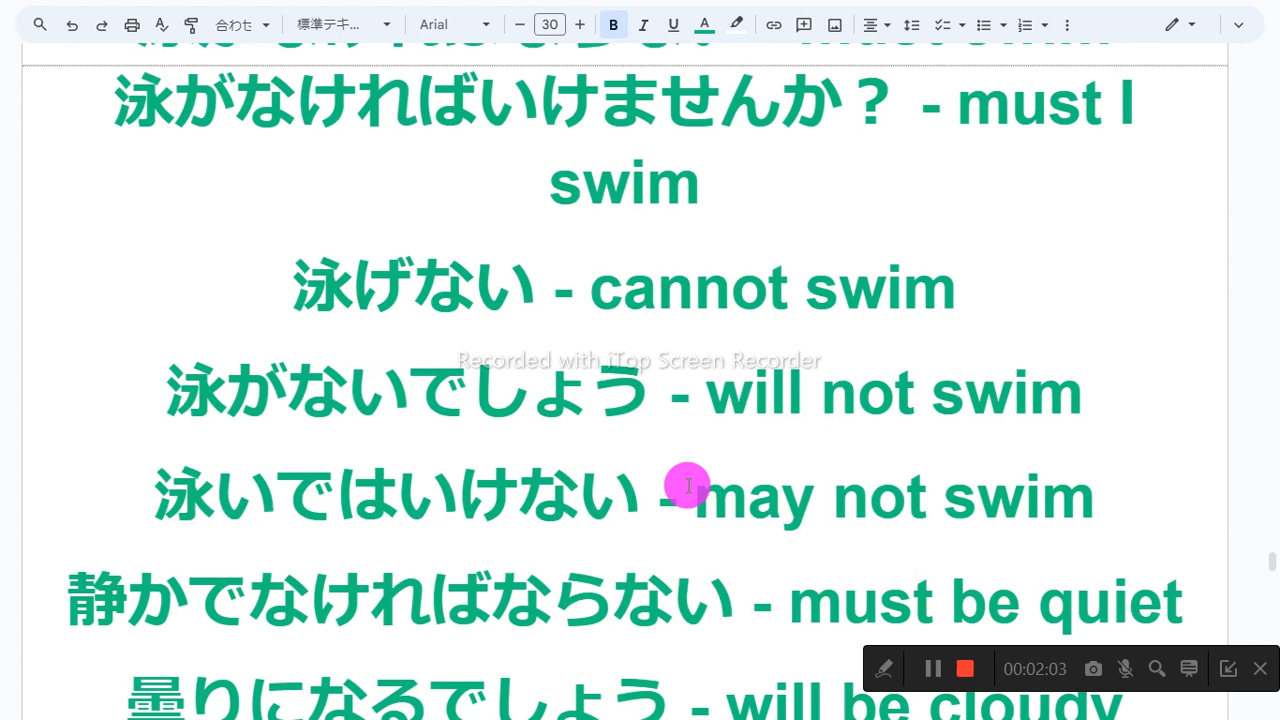 合わせ 標準テキ... Arial 30
泳がなければいけませんか？ - must I
swim
泳げない - cannot swim
Recorded with iTop Screen Recorder
泳がないでしょう - will not swim
泳いではいけない - may not swim
静かでなければならない - must be quiet
00:02:03
曇りになるでしょう - will be cloudy